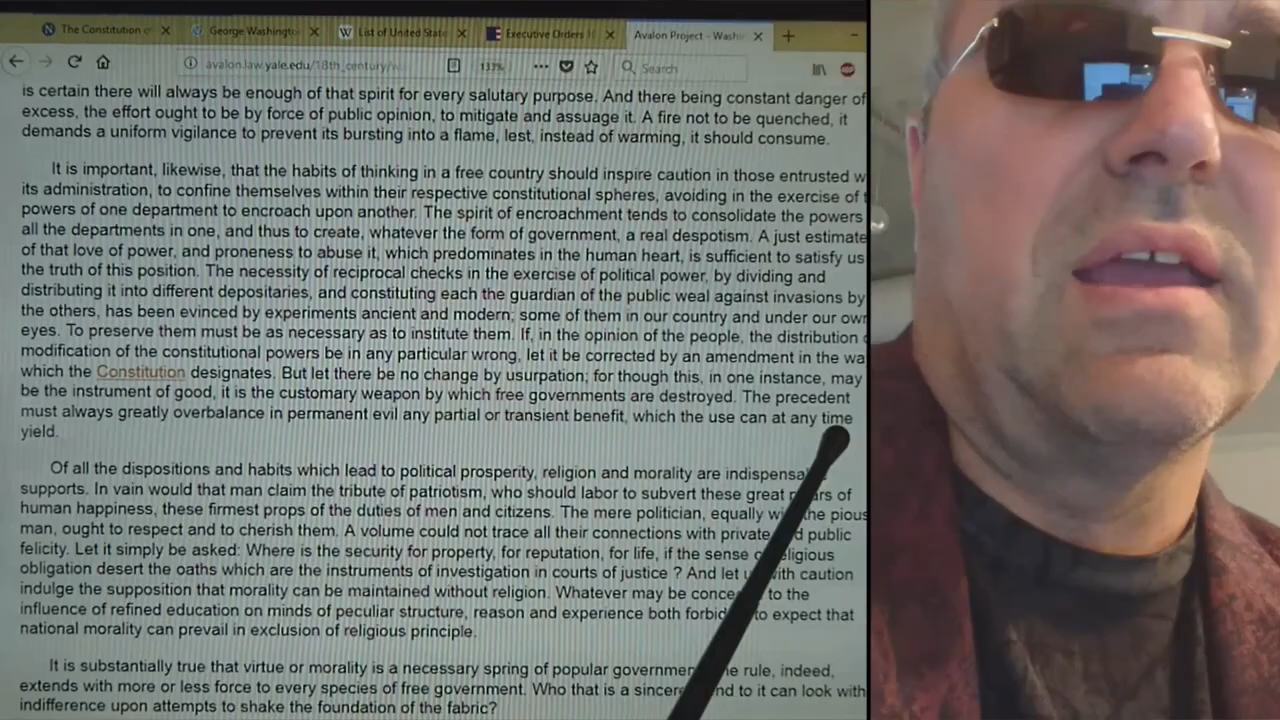 The Constitution o
George Washingto
List of United State
Executive Orders
Avalon Project - Washi
avalon.law.yale.edu/18th_century/w
133%
Search
is certain there will always be enough of that spirit for every salutary purpose. And there being constant danger of
excess, the effort ought to be by force of public opinion, to mitigate and assuage it. A fire not to be quenched, it
demands a uniform vigilance to prevent its bursting into a flame, lest, instead of warming, it should consume.
It is important, likewise, that the habits of thinking in a free country should inspire caution in those entrusted w
its administration, to confine themselves within their respective constitutional spheres, avoiding in the exercise of
powers of one department to encroach upon another. The spirit of encroachment tends to consolidate the powers
all the departments in one, and thus to create, whatever the form of government, a real despotism. A just estimate
of that love of power, and proneness to abuse it, which predominates in the human heart, is sufficient to satisfy us
the truth of this position. The necessity of reciprocal checks in the exercise of political power, by dividing and
distributing it into different depositaries, and constituting each the guardian of the public weal against invasions by
the others, has been evinced by experiments ancient and modern; some of them in our country and under our own
eyes. To preserve them must be as necessary as to institute them. If, in the opinion of the people, the distribution
modification of the constitutional powers be in any particular wrong, let it be corrected by an amendment in the wa
which the Constitution designates. But let there be no change by usurpation; for though this, in one instance, may
be the instrument of good, it is the customary weapon by which free governments are destroyed. The precedent
must always greatly overbalance in permanent evil any partial or transient benefit, which the use can at any time
yield.
Of all the dispositions and habits which lead to political prosperity, religion and morality are indispensa
supports. In vain would that man claim the tribute of patriotism, who should labor to subvert these great of
human happiness, these firmest props of the duties of men and citizens. The mere politician, equally the pious
man, ought to respect and to cherish them. A volume could not trace all their connections with private public
felicity. Let it simply be asked: Where is the security for property, for reputation, for life, if the sense religious
obligation desert the oaths which are the instruments of investigation in courts of justice ? And let with caution
indulge the supposition that morality can be maintained without religion. Whatever may be conce to the
influence of refined education on minds of peculiar structure, reason and experience both forbid to expect that
national morality can prevail in exclusion of religious principle.
It is substantially true that virtue or morality is a necessary spring of popular governmen rule, indeed,
extends with more or less force to every species of free government. Who that is a sincere to it can look with
indifference upon attempts to shake the foundation of the fabric?